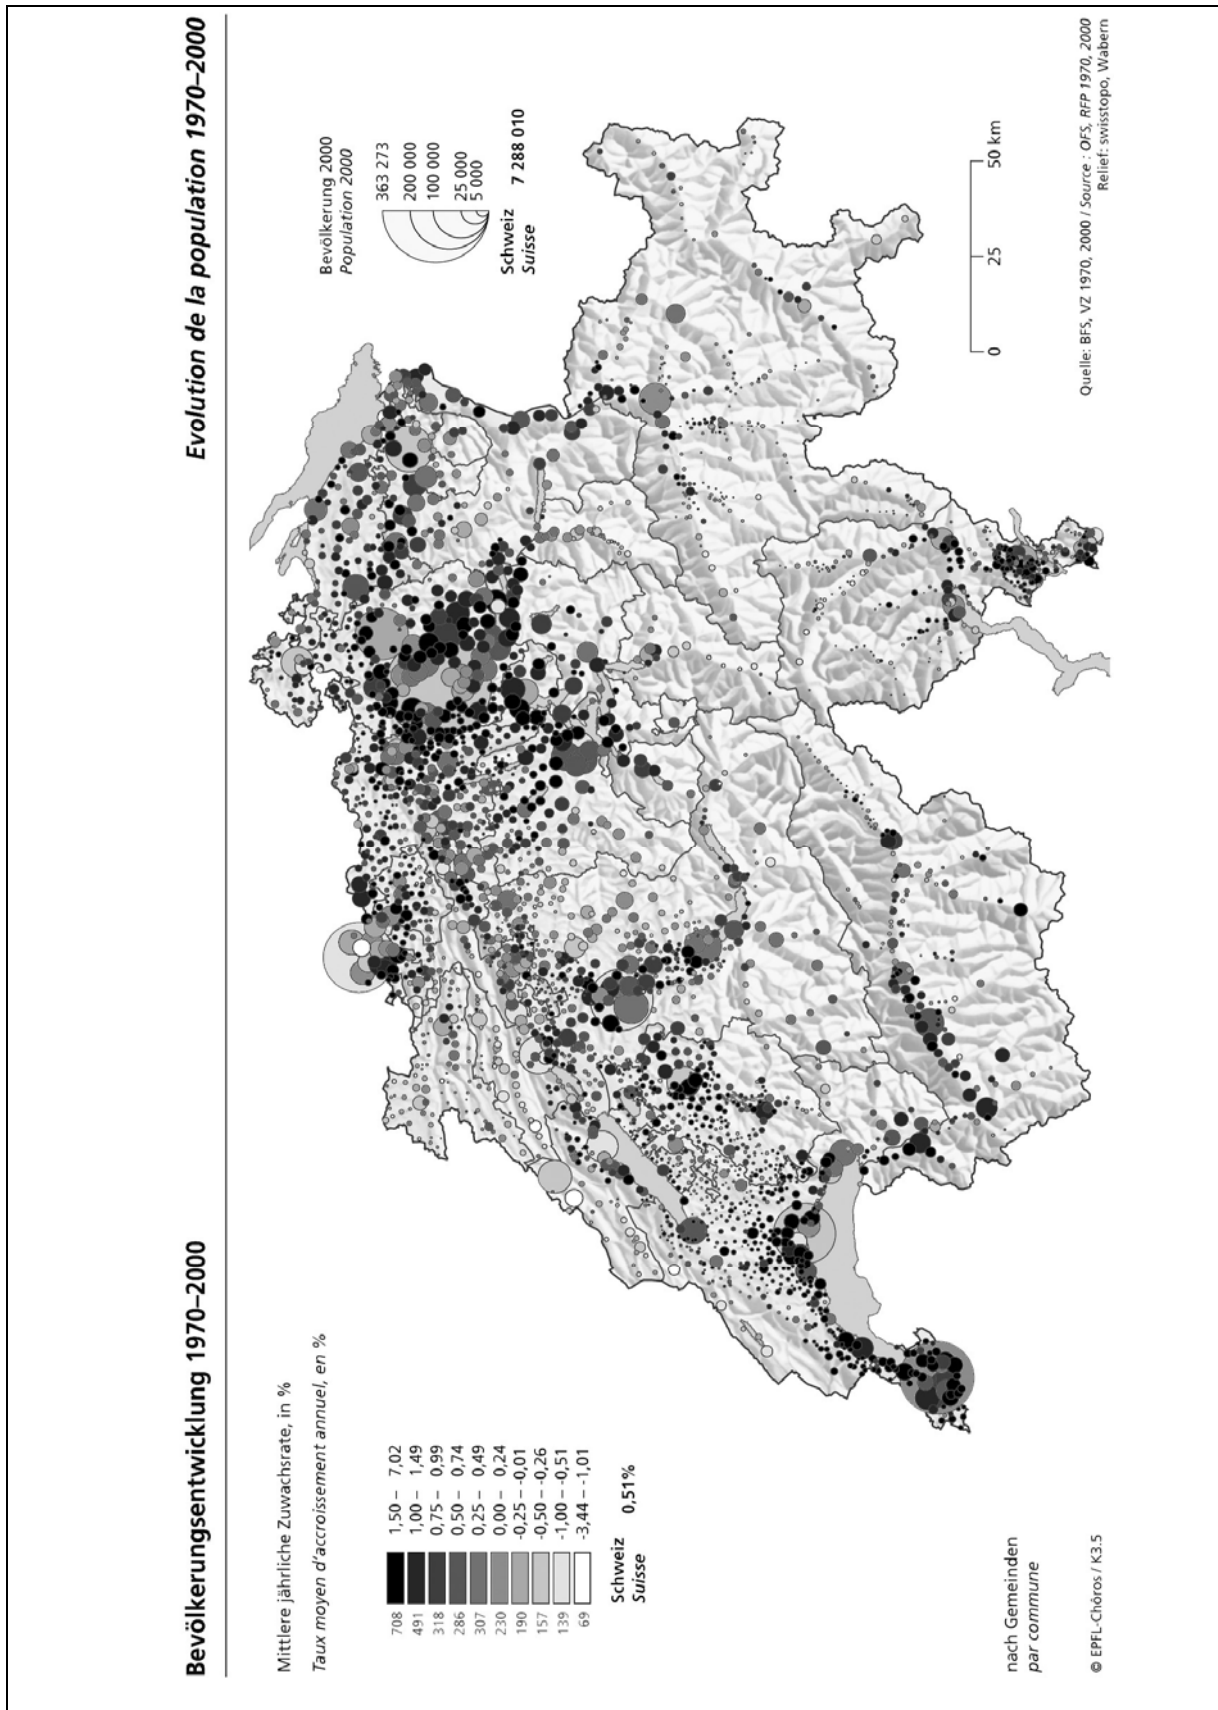 Bevölkerungsentwicklung 1970–2000
Evolution de la population 1970–2000
Mittlere jährliche Zuwachsrate, in %
Taux moyen d'accroissement annuel, en %
708 1,50 – 7,02
491 1,00 – 1,49
318 0,75 – 0,99
286 0,50 – 0,74
307 0,25 – 0,49
230 0,00 – 0,24
190 -0,25 – -0,01
157 -0,50 – -0,26
139 -1,00 – -0,51
69 -3,44 – -1,01
Schweiz
Suisse
0,51%
Bevölkerung 2000
Population 2000
363 273
200 000
100 000
25 000
5 000
Schweiz
Suisse
7 288 010
nach Gemeinden
par commune
© EPFL-Chôros / K3.5
0 25 50 km
Quelle: BFS, VZ 1970, 2000 / Source : OFS, RFP 1970, 2000
Relief: swisstopo, Wabern